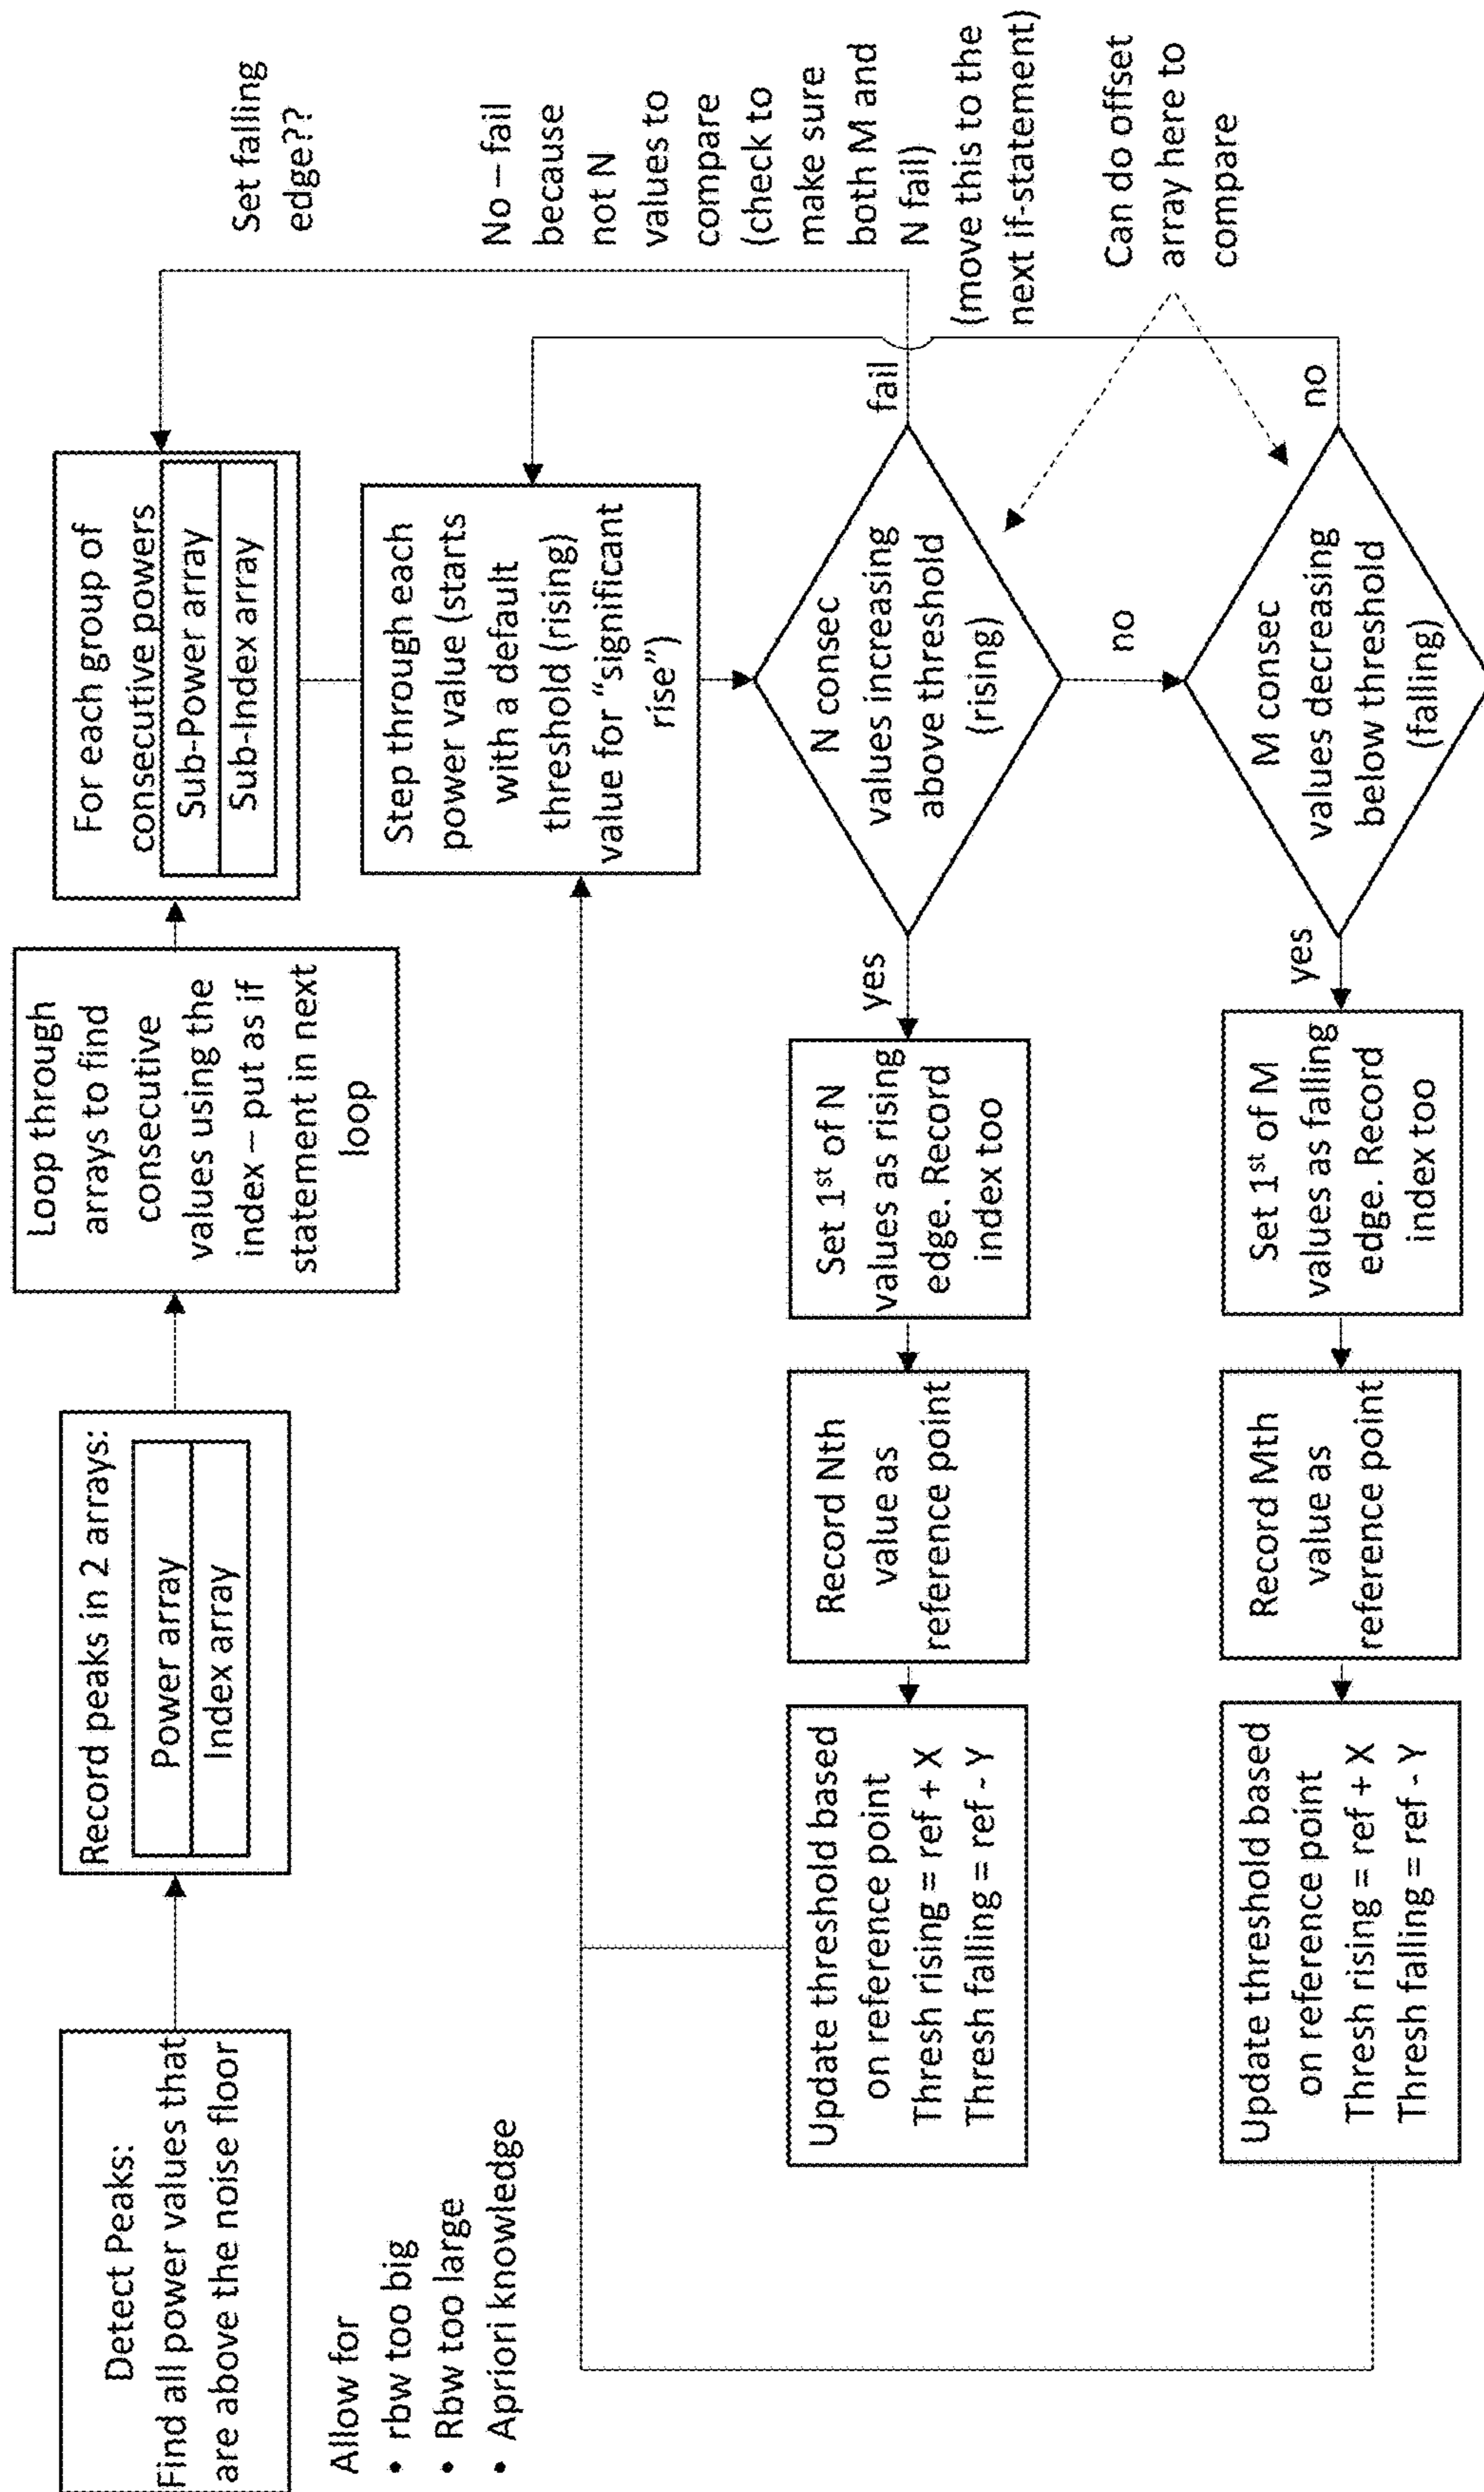 Detect Peaks:
Find all power values that
are above the noise floor
Record peaks in 2 arrays:
Power array
Index array
Loop through
arrays to find
consecutive
values using the
index – put as if
statement in next
loop
For each group of
consecutive powers
Sub-Power array
Sub-Index array
Set falling
edge??
Allow for
• rbw too big
• Rbw too large
• Apriori knowledge
Step through each
power value (starts
with a default
threshold (rising)
value for "significant
rise")
No – fail
because
not N
values to
compare
(check to
make sure
both M and
N fail)
(move this to the
next if-statement)
Update threshold based
on reference point
Thresh rising = ref + X
Thresh falling = ref - Y
Record Nth
value as
reference point
Set 1st of N
values as rising
edge. Record
index too
yes
N consec
values increasing
above threshold
(rising)
fail
Can do offset
array here to
compare
no
Update threshold based
on reference point
Thresh rising = ref + X
Thresh falling = ref - Y
Record Mth
value as
reference point
Set 1st of M
values as falling
edge. Record
index too
yes
M consec
values decreasing
below threshold
(falling)
no